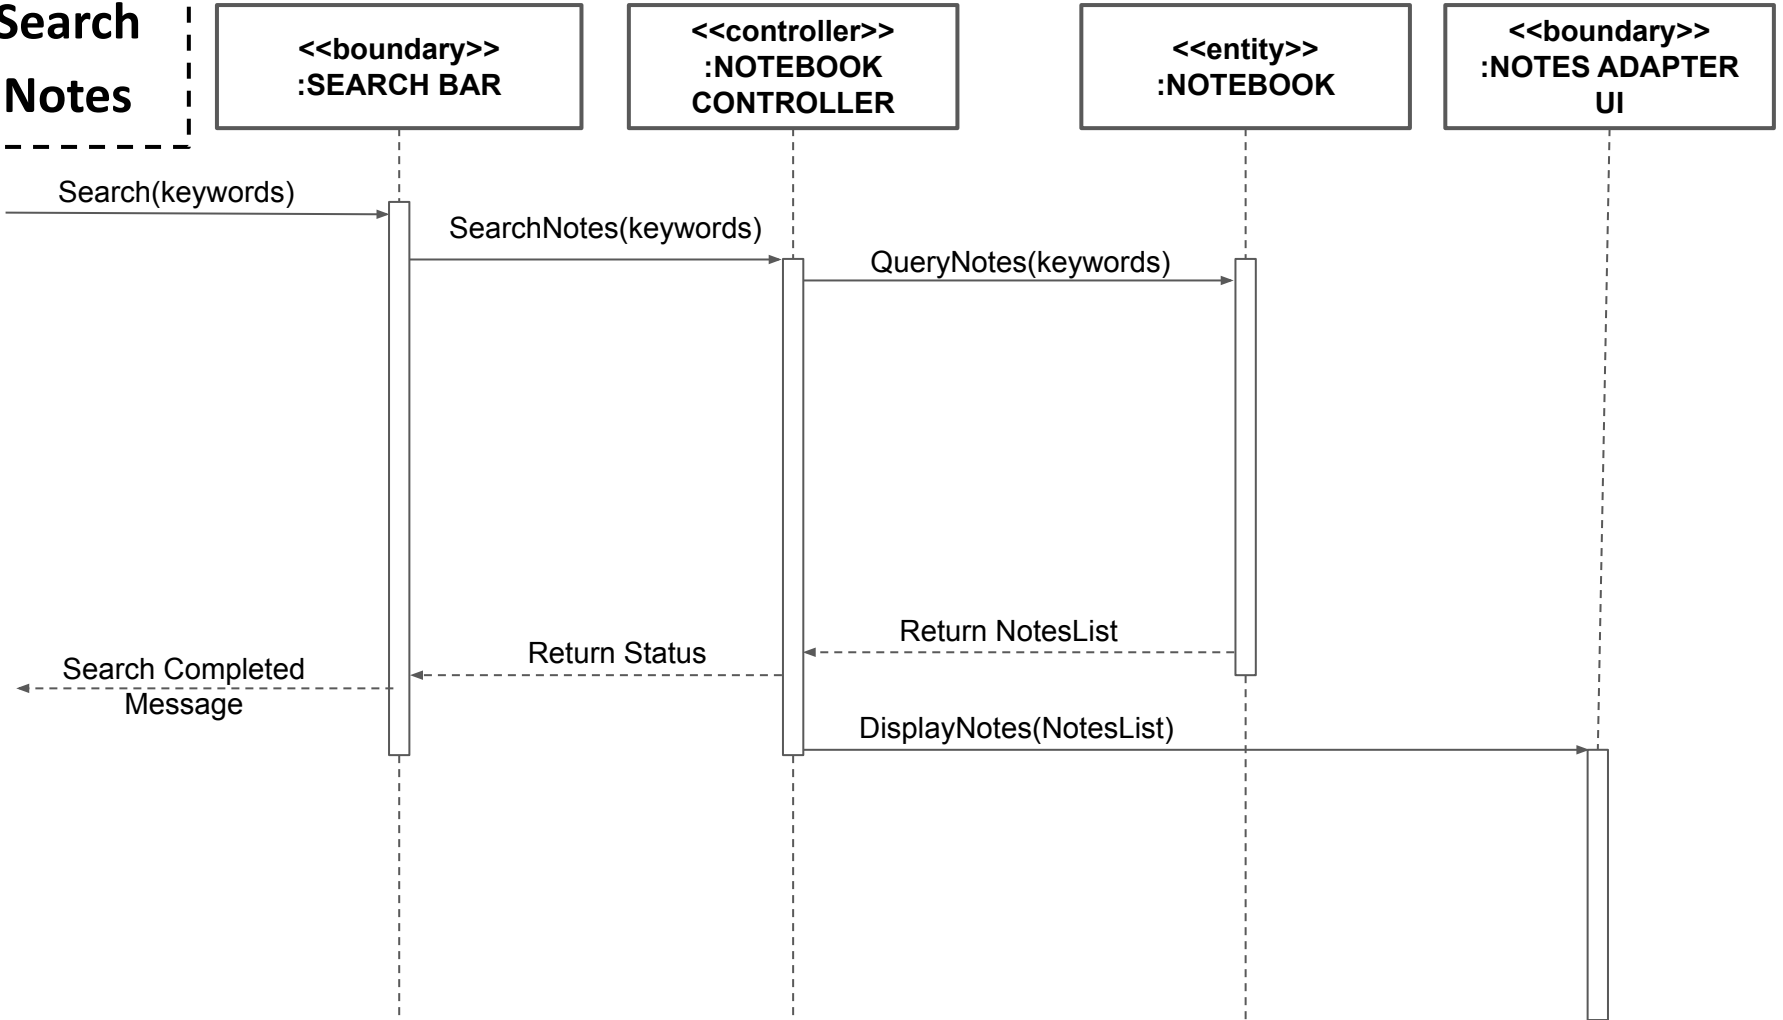 Search
Notes
<<boundary>>
:SEARCH BAR
<<controller>>
:NOTEBOOK
CONTROLLER
<<entity>>
:NOTEBOOK
<<boundary>>
:NOTES ADAPTER
UI
Search(keywords)
SearchNotes(keywords)
QueryNotes(keywords)
Return NotesList
Return Status
Search Completed
Message
DisplayNotes(NotesList)